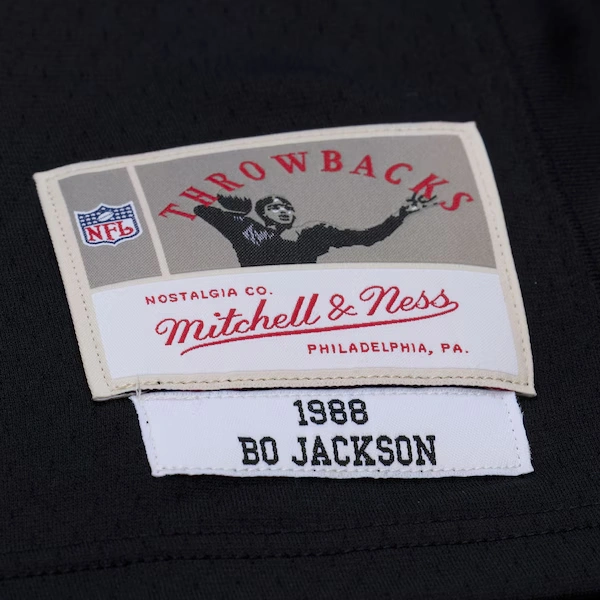 THROWBACKS
NFL
NOSTALGIA CO.
Mitchell & Ness
PHILADELPHIA, PA.
1988
BO JACKSON